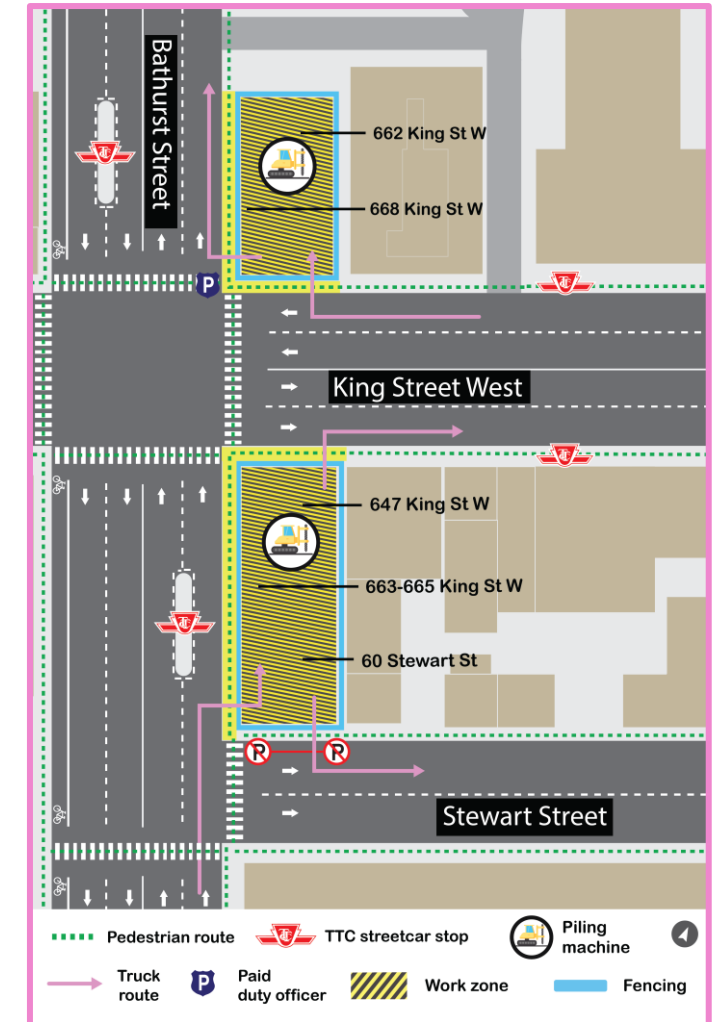 Bathurst Street
662 King St W
668 King St W
P
King Street West
647 King St W
663-665 King St W
60 Stewart St
P P
Stewart Street
Pedestrian route
TTC streetcar stop
Piling
machine
Truck
route
P
Paid
duty officer
Work zone
Fencing